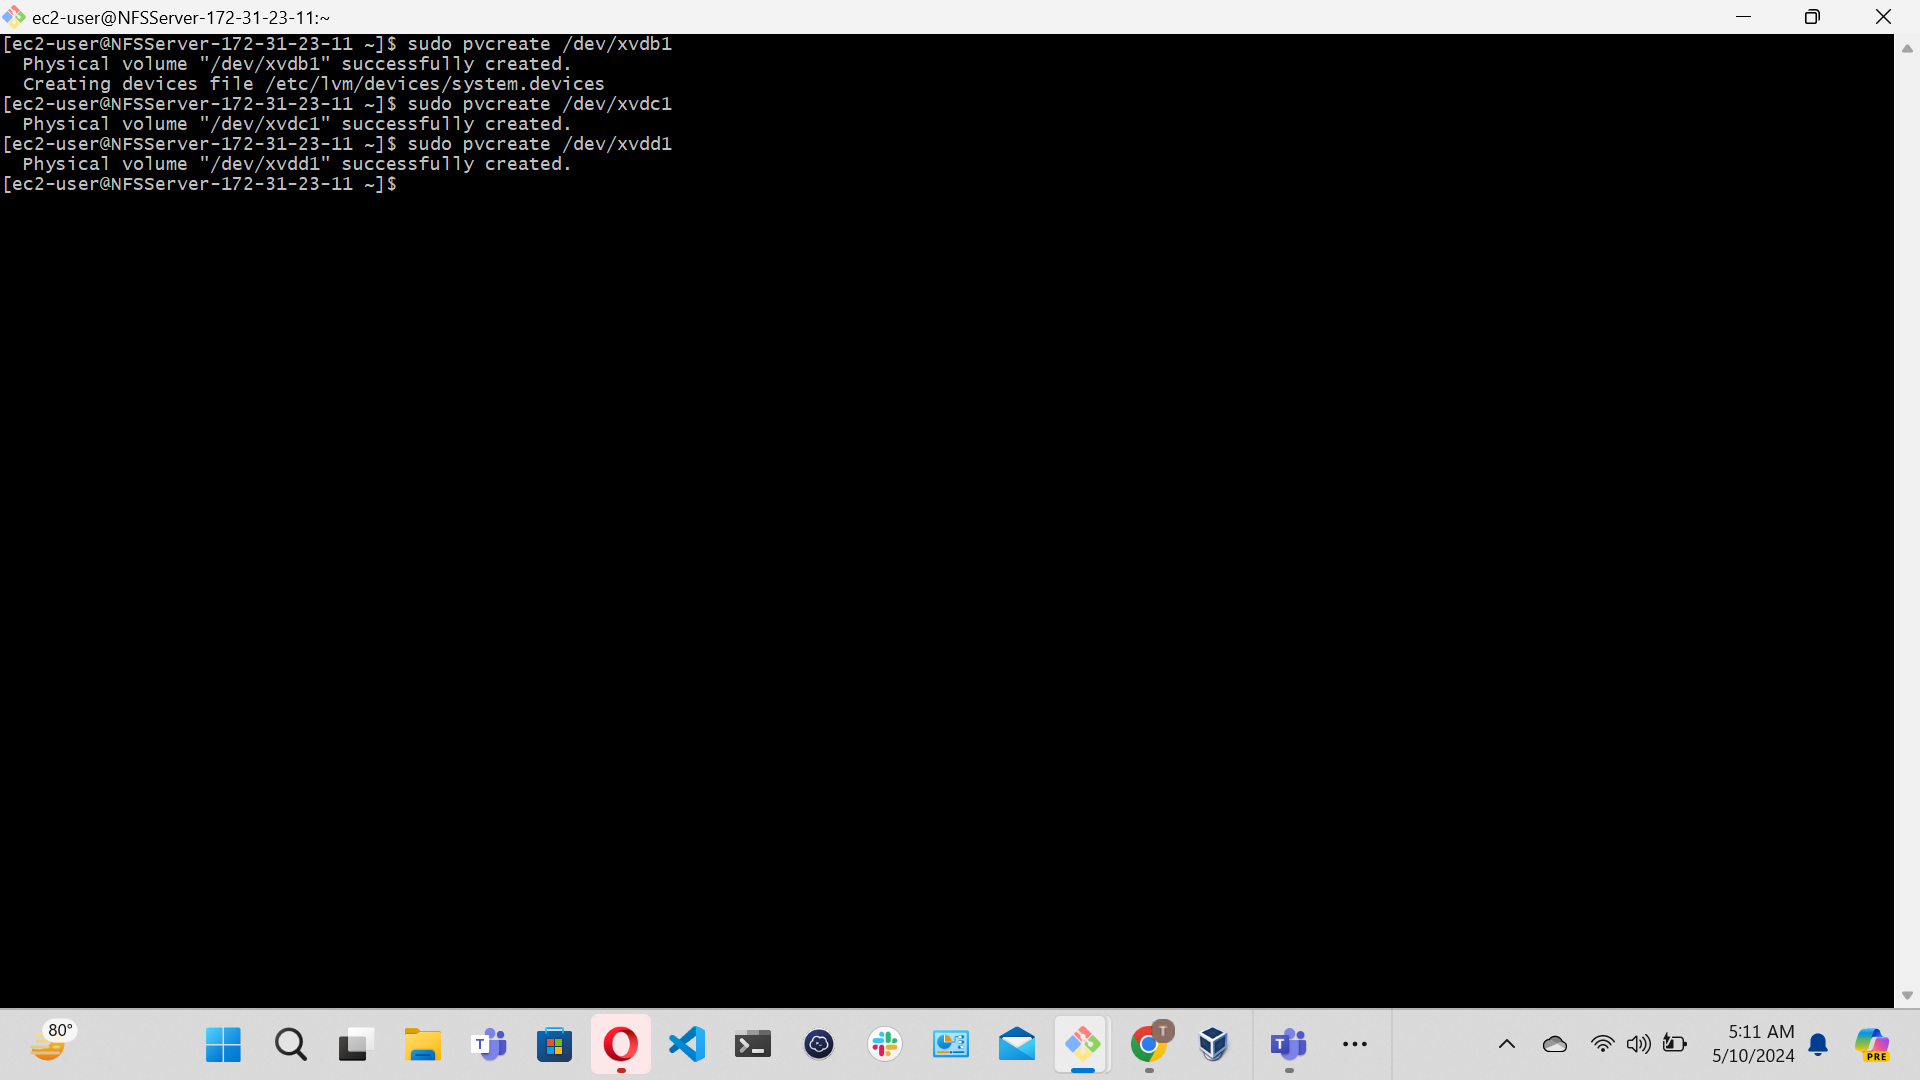 ec2-user@NFSServer-172-31-23-11:~
[ec2-user@NFSServer-172-31-23-11 ~]$ sudo pvcreate /dev/xvdb1
  Physical volume "/dev/xvdb1" successfully created.
  Creating devices file /etc/lvm/devices/system.devices
[ec2-user@NFSServer-172-31-23-11 ~]$ sudo pvcreate /dev/xvdc1
  Physical volume "/dev/xvdc1" successfully created.
[ec2-user@NFSServer-172-31-23-11 ~]$ sudo pvcreate /dev/xvdd1
  Physical volume "/dev/xvdd1" successfully created.
[ec2-user@NFSServer-172-31-23-11 ~]$
80°
T
T
T
PRE
5:11 AM
5/10/2024